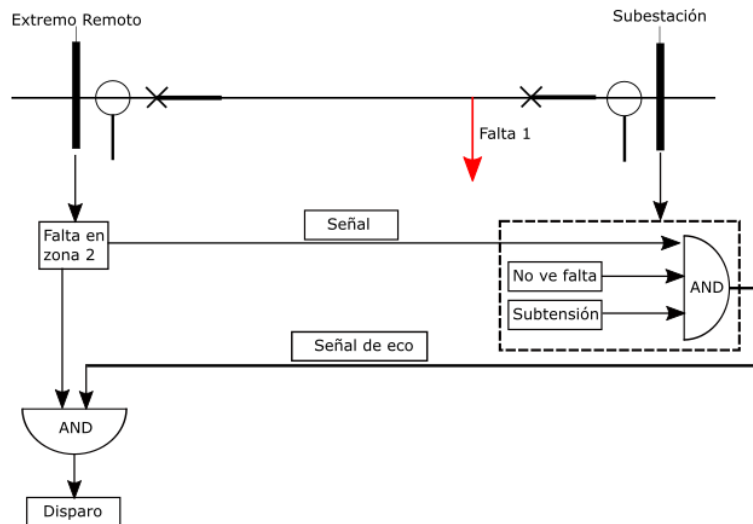 Extremo Remoto
Subestación
Falta 1
Señal
Falta en
zona 2
No ve falta
AND
Subtensión
Señal de eco
AND
Disparo